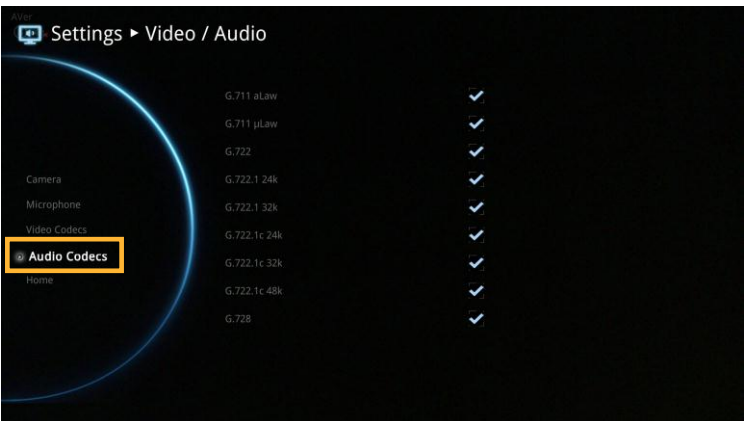 AVer
Settings ▸ Video / Audio
G.711 aLaw
G.711 µLaw
G.722
G.722.1 24k
G.722.1 32k
G.722.1c 24k
G.722.1c 32k
G.722.1c 48k
G.728
Camera
Microphone
Video Codecs
Audio Codecs
Home